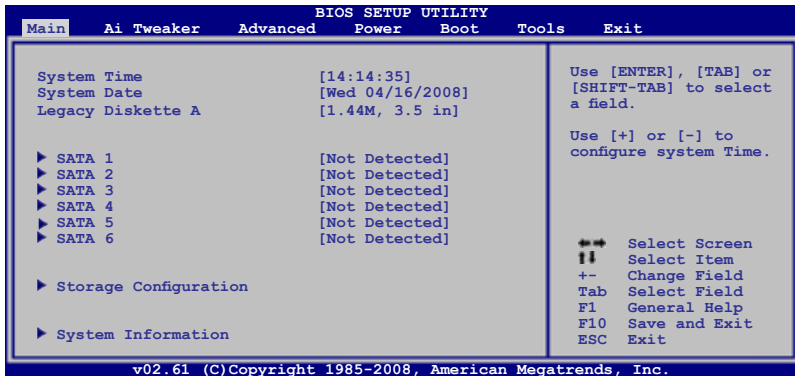 BIOS SETUP UTILITY
Main Ai Tweaker Advanced Power Boot Tools Exit
System Time [14:14:35]
System Date [Wed 04/16/2008]
Legacy Diskette A [1.44M, 3.5 in]
SATA 1 [Not Detected]
SATA 2 [Not Detected]
SATA 3 [Not Detected]
SATA 4 [Not Detected]
SATA 5 [Not Detected]
SATA 6 [Not Detected]
Storage Configuration
System Information
Use [ENTER], [TAB] or
[SHIFT-TAB] to select
a field.
Use [+] or [-] to
configure system Time.
Select Screen
Select Item
+- Change Field
Tab Select Field
F1 General Help
F10 Save and Exit
ESC Exit
v02.61 (C)Copyright 1985-2008, American Megatrends, Inc.